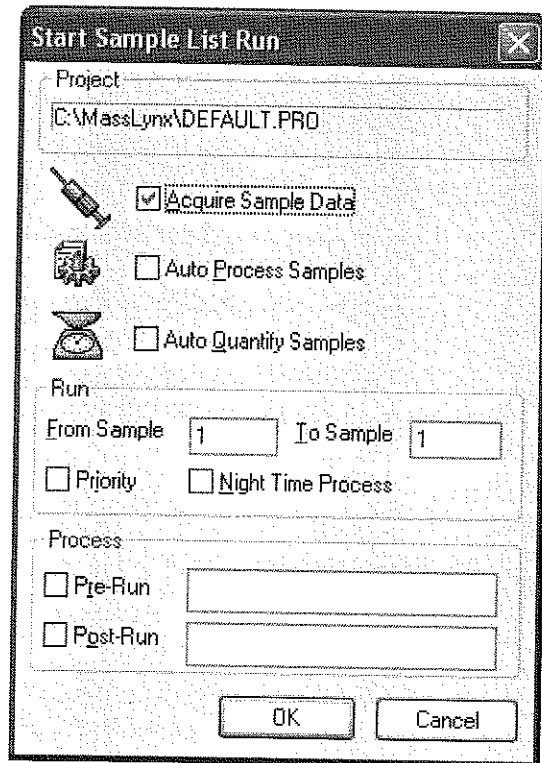 Start Sample List Run
Project
C:\MassLynx\DEFAULT.PRO
Acquire Sample Data
Auto Process Samples
Auto Quantify Samples
Run
From Sample 1 To Sample 1
Priority Night Time Process
Process
Pre-Run
Post-Run
OK Cancel